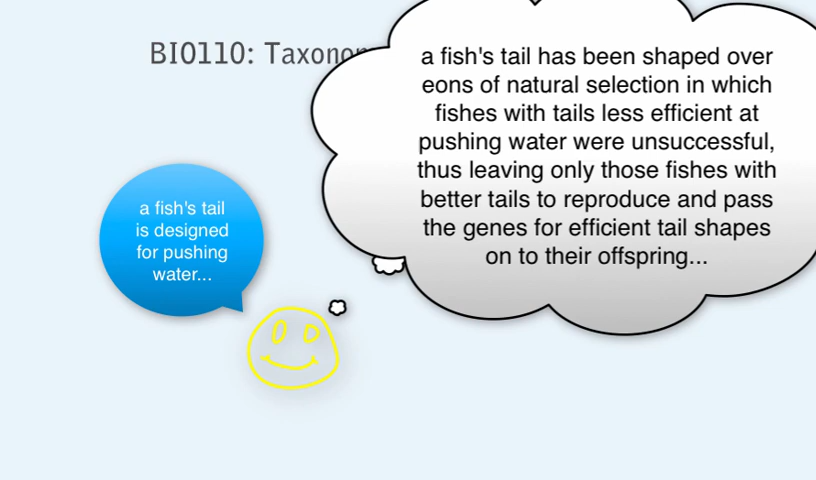 BIO110:
a fish's tail has been shaped over
eons of natural selection in which
fishes with tails less efficient at
pushing water were unsuccessful,
thus leaving only those fishes with
better tails to reproduce and pass
the genes for efficient tail shapes
on to their offspring...
a fish's tail
is designed
for pushing
water...